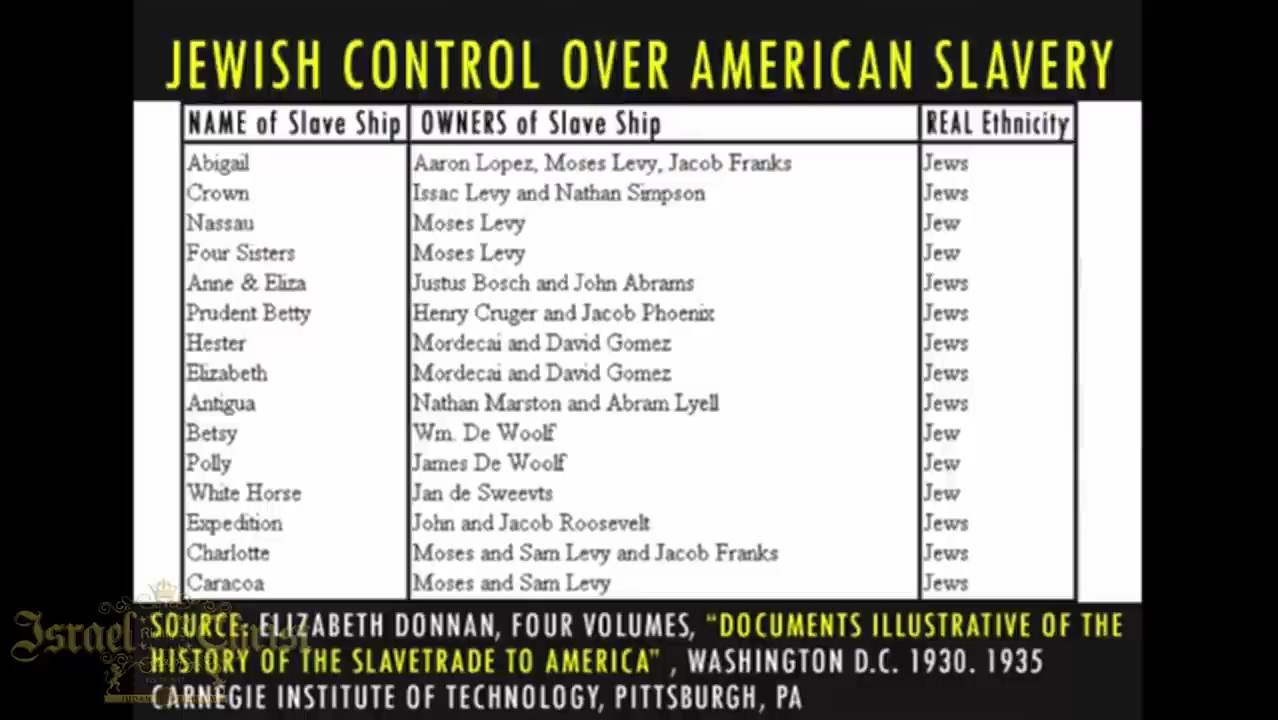 JEWISH CONTROL OVER AMERICAN SLAVERY
NAME of Slave Ship OWNERS of Slave Ship REAL Ethnicity
Abigail Aaron Lopez, Moses Levy, Jacob Franks Jews
Crown Issac Levy and Nathan Simpson Jews
Nassau Moses Levy Jew
Four Sisters Moses Levy Jew
Anne & Eliza Justus Bosch and John Abrams Jews
Prudent Betty Henry Cruger and Jacob Phoenix Jews
Hester Mordecai and David Gomez Jews
Elizabeth Mordecai and David Gomez Jews
Antigua Nathan Marston and Abram Lyell Jews
Betsy Wm. De Woolf Jew
Polly James De Woolf Jew
White Horse Jan de Sweevts Jew
Expedition John and Jacob Roosevelt Jews
Charlotte Moses and Sam Levy and Jacob Franks Jews
Caracoa Moses and Sam Levy Jews
SOURCE: ELIZABETH DONNAN, FOUR VOLUMES, "DOCUMENTS ILLUSTRATIVE OF THE
HISTORY OF THE SLAVETRADE TO AMERICA" , WASHINGTON D.C. 1930. 1935
CARNEGIE INSTITUTE OF TECHNOLOGY, PITTSBURGH, PA
Israel Christ